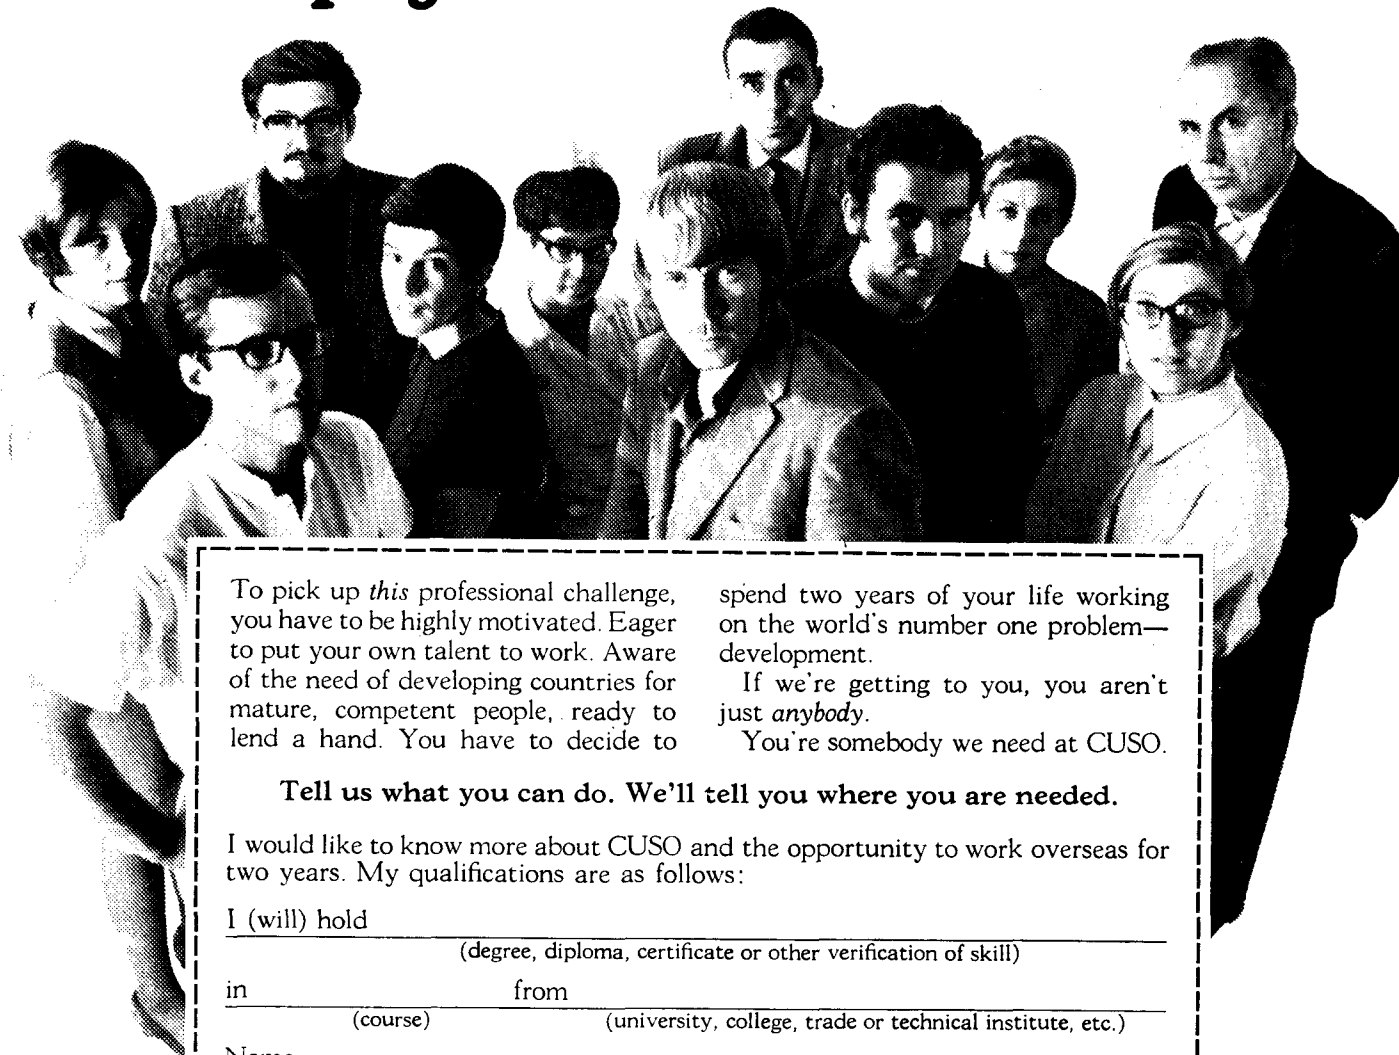 To pick up this professional challenge,
you have to be highly motivated. Eager
to put your own talent to work. Aware
of the need of developing countries for
mature, competent people, ready to
lend a hand. You have to decide to
spend two years of your life working
on the world's number one problem—
development.
If we're getting to you, you aren't
just anybody.
You're somebody we need at CUSO.
Tell us what you can do. We'll tell you where you are needed.
I would like to know more about CUSO and the opportunity to work overseas for
two years. My qualifications are as follows:
I (will) hold
(degree, diploma, certificate or other verification of skill)
in from
(course) (university, college, trade or technical institute, etc.)
Name